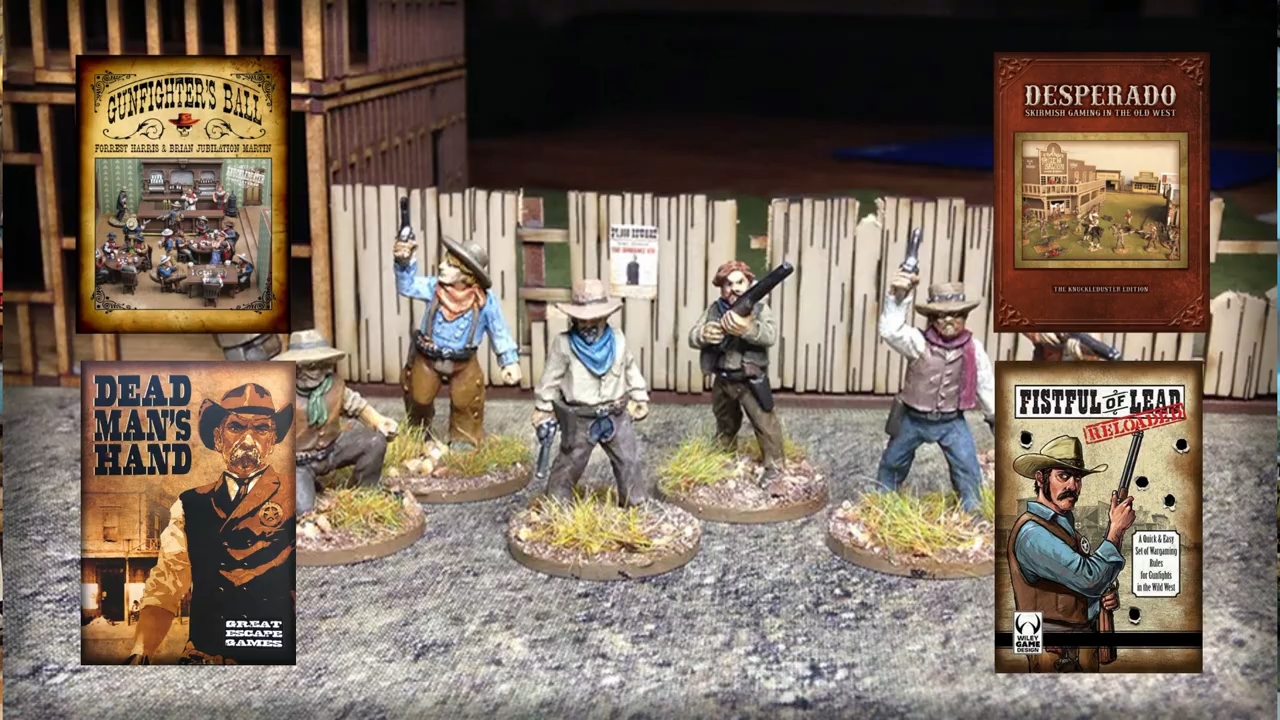 GUNFIGHTER'S BALL
FORREST HARRIS & BRIAN JUBILATION MARTIN
DESPERADO
SKIRMISH GAMING IN THE OLD WEST
THE KNUCKLEDUSTER EDITION
DEAD
MAN'S
HAND
GREAT
ESCAPE
GAMES
FISTFUL OF LEAD
RELOADED
A Quick & Easy
Set of Wargaming
Rules
for Gunfights
in the Wild West
WILEY
GAME
DESIGN